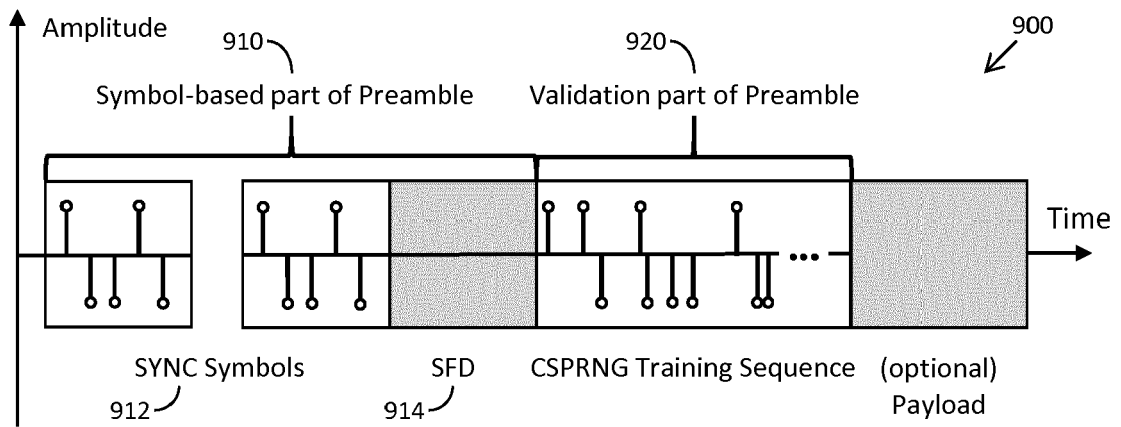 Amplitude
910
920
900
Symbol-based part of Preamble
Validation part of Preamble
Time
...
SYNC Symbols
SFD
CSPRNG Training Sequence
(optional)
Payload
912
914